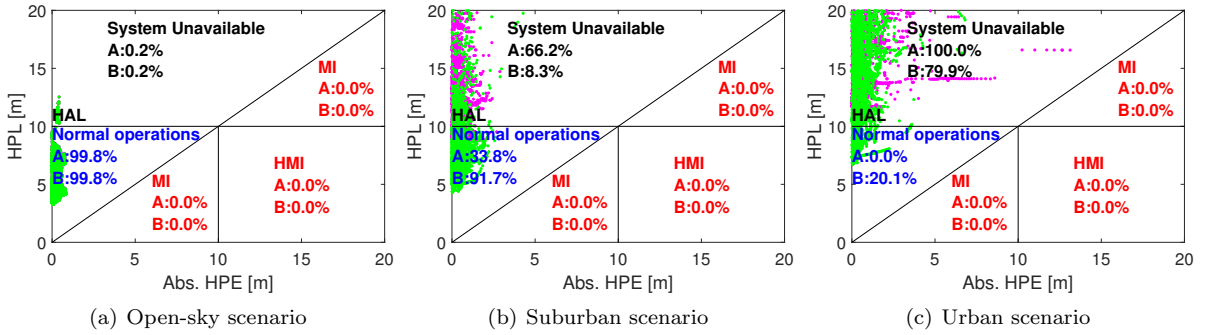 20
15
10
5
0
HPL [m]
System Unavailable
A:0.2%
B:0.2%
MI
A:0.0%
B:0.0%
HAL
Normal operations
A:99.8%
B:99.8%
MI
A:0.0%
B:0.0%
HMI
A:0.0%
B:0.0%
0 5 10 15 20
Abs. HPE [m]
(a) Open-sky scenario
20
15
10
5
0
HPL [m]
System Unavailable
A:66.2%
B:8.3%
MI
A:0.0%
B:0.0%
HAL
Normal operations
A:33.8%
B:91.7%
MI
A:0.0%
B:0.0%
HMI
A:0.0%
B:0.0%
0 5 10 15 20
Abs. HPE [m]
(b) Suburban scenario
20
15
10
5
0
HPL [m]
System Unavailable
A:100.0%
B:79.9%
MI
A:0.0%
B:0.0%
HAL
Normal operations
A:0.0%
B:20.1%
MI
A:0.0%
B:0.0%
HMI
A:0.0%
B:0.0%
0 5 10 15 20
Abs. HPE [m]
(c) Urban scenario